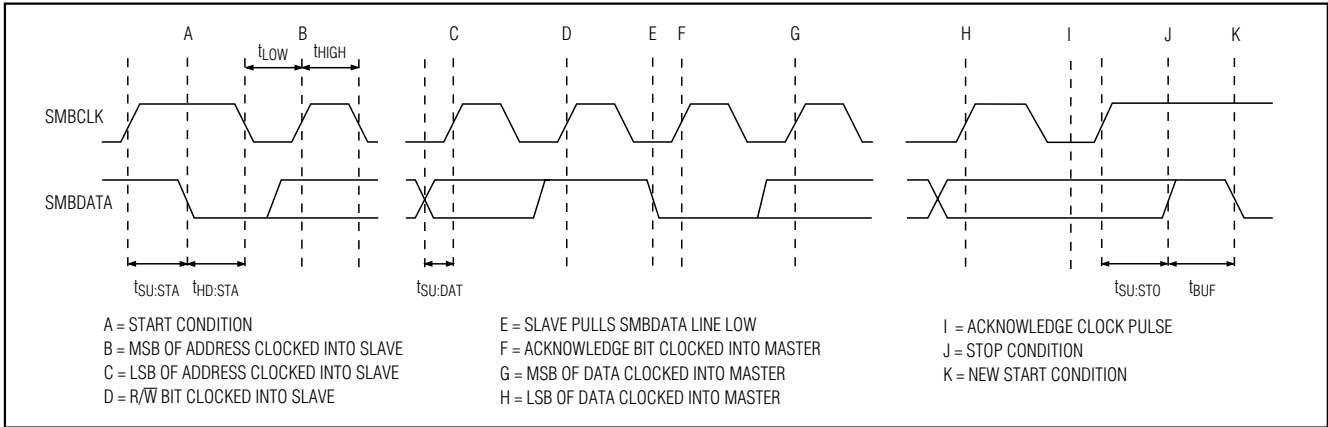 A B C D E F G H I J K
tLOW tHIGH
SMBCLK
SMBDATA
tSU:STA tHD:STA tSU:DAT tSU:STO tBUF
A = START CONDITION
B = MSB OF ADDRESS CLOCKED INTO SLAVE
C = LSB OF ADDRESS CLOCKED INTO SLAVE
D = R/W̅ BIT CLOCKED INTO SLAVE
E = SLAVE PULLS SMBDATA LINE LOW
F = ACKNOWLEDGE BIT CLOCKED INTO MASTER
G = MSB OF DATA CLOCKED INTO MASTER
H = LSB OF DATA CLOCKED INTO MASTER
I = ACKNOWLEDGE CLOCK PULSE
J = STOP CONDITION
K = NEW START CONDITION